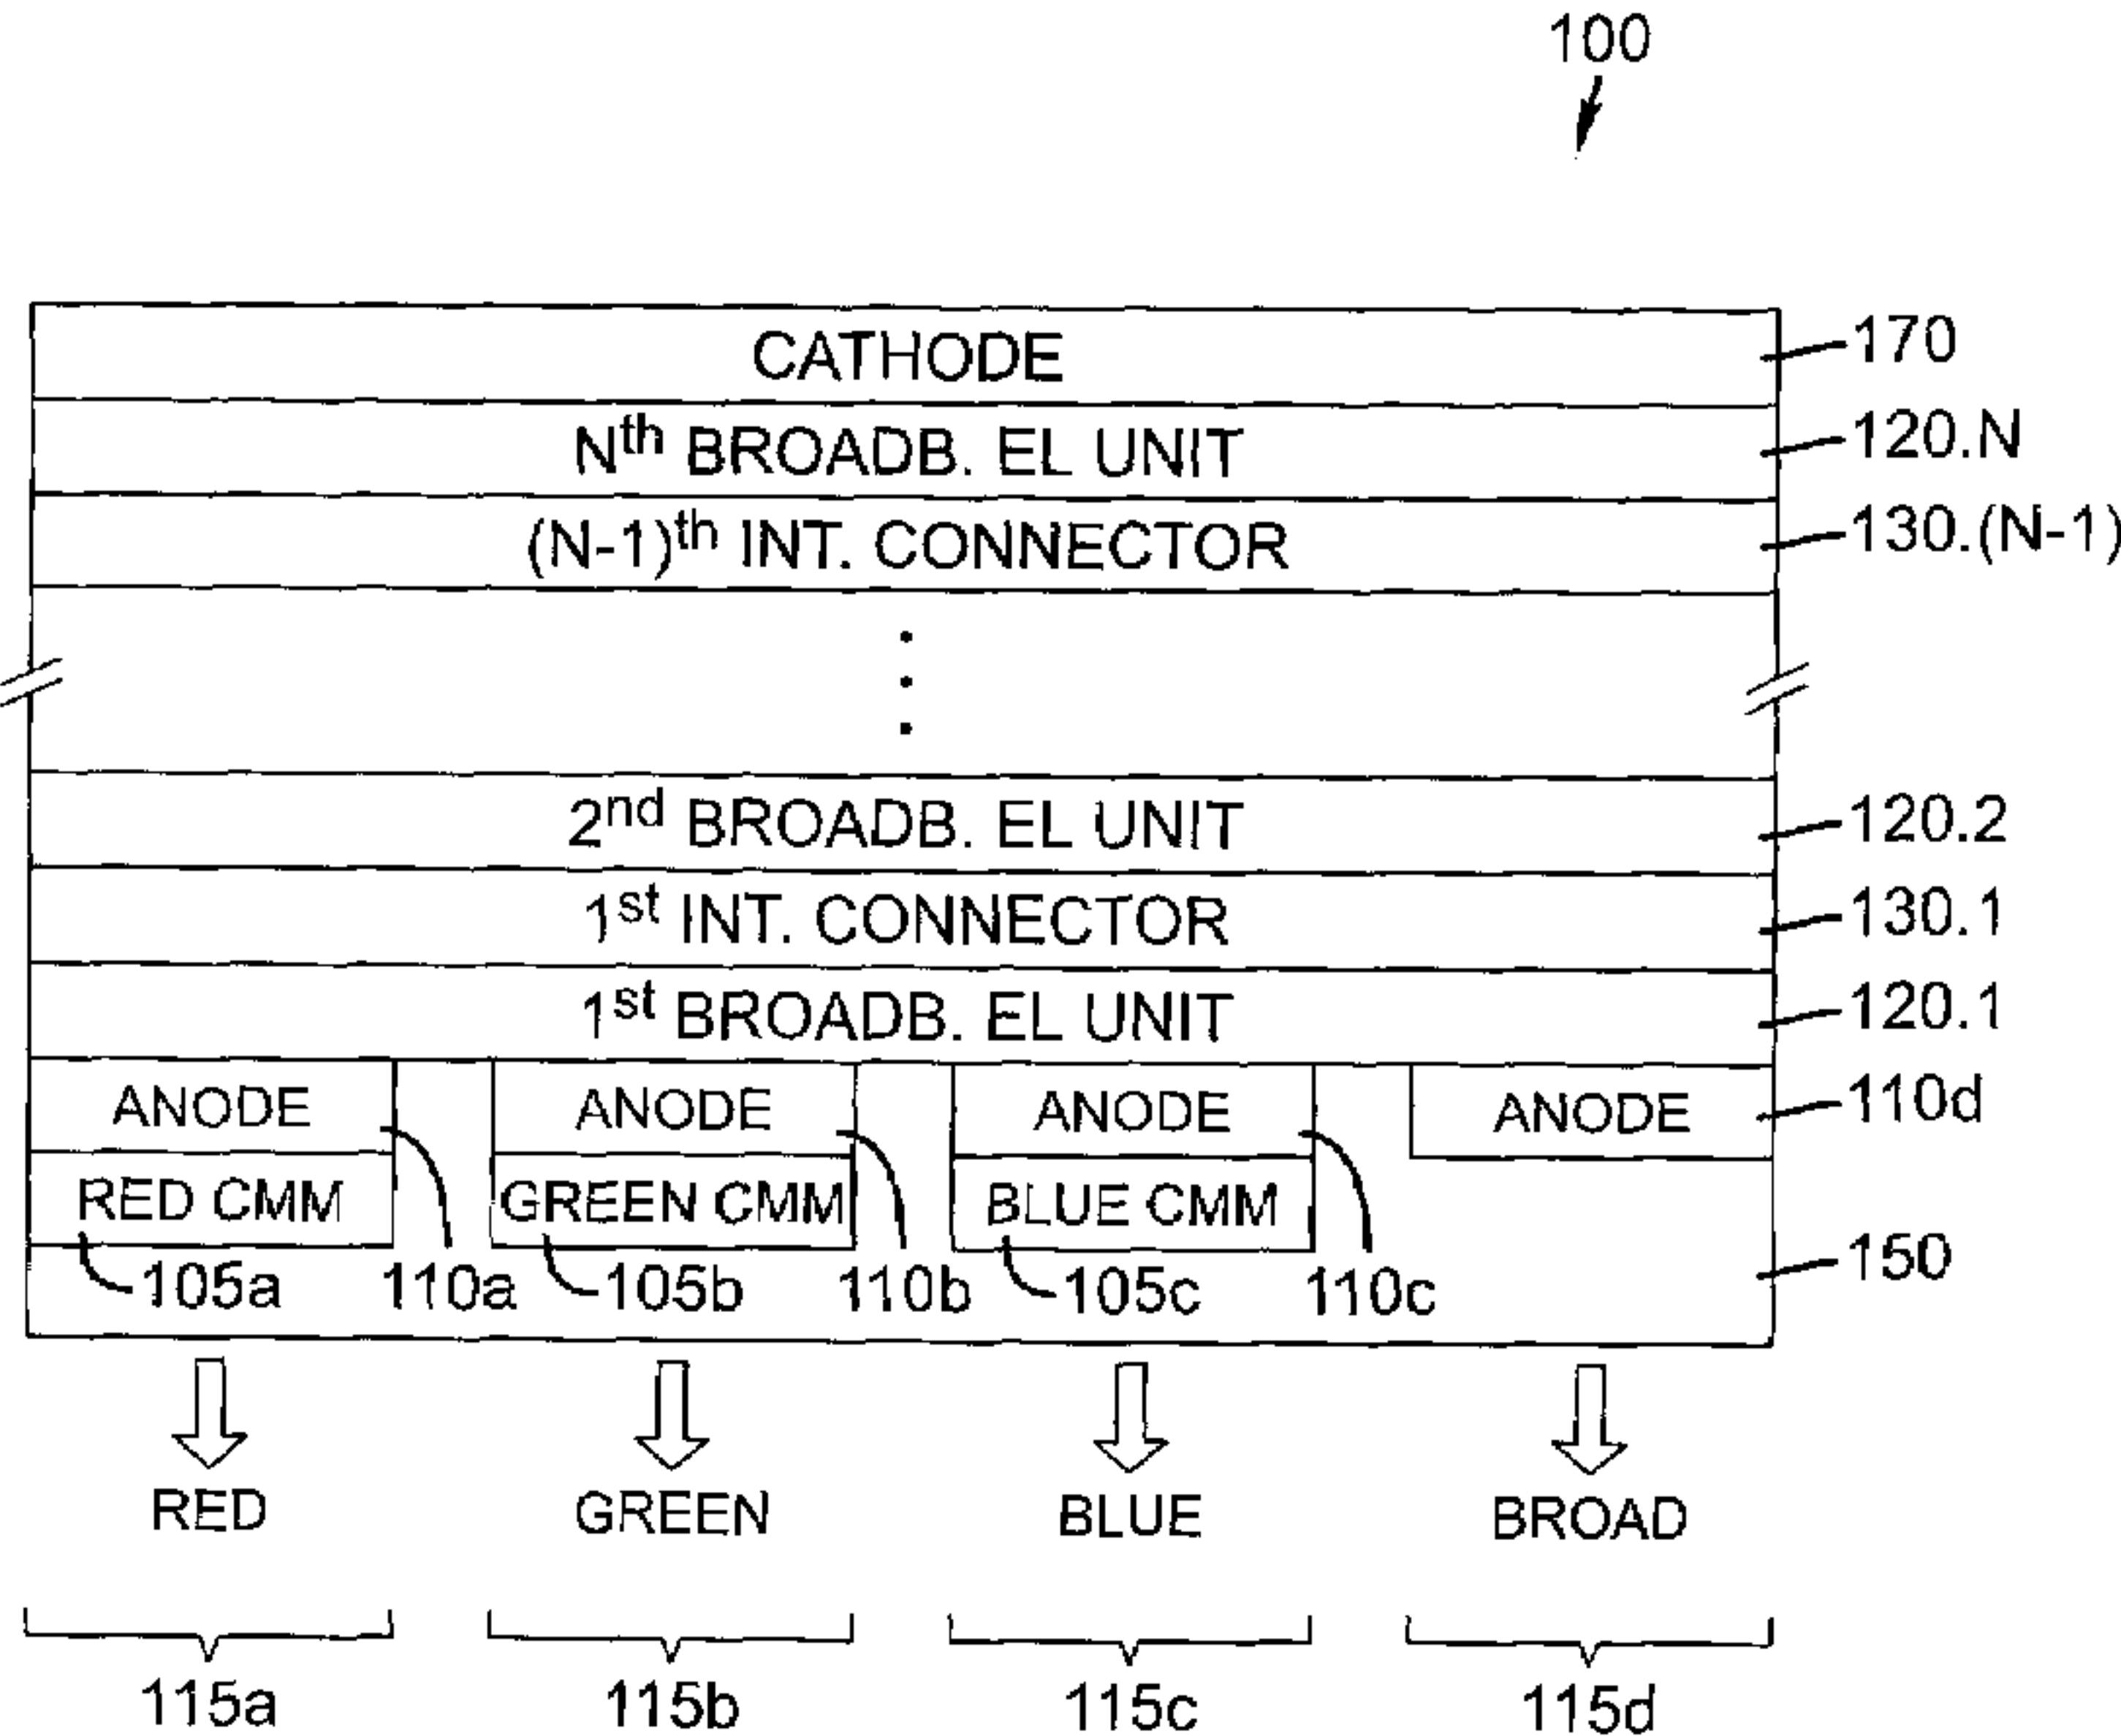 100
CATHODE 170
Nth BROADB. EL UNIT 120.N
(N-1)th INT. CONNECTOR 130.(N-1)
2nd BROADB. EL UNIT 120.2
1st INT. CONNECTOR 130.1
1st BROADB. EL UNIT 120.1
ANODE ANODE ANODE ANODE 110d
RED CMM GREEN CMM BLUE CMM
105a 110a 105b 110b 105c 110c 150
RED GREEN BLUE BROAD
115a 115b 115c 115d